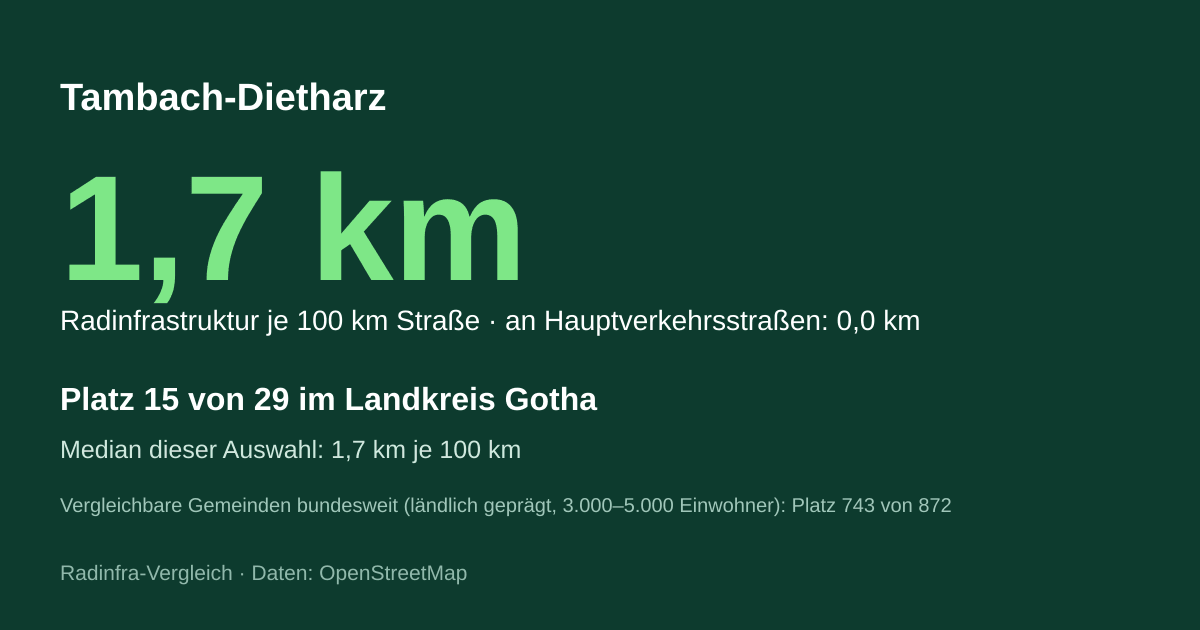 Tambach-Dietharz
1,7 km
Radinfrastruktur je 100 km Straße · an Hauptverkehrsstraßen: 0,0 km
Platz 15 von 29 im Landkreis Gotha
Median dieser Auswahl: 1,7 km je 100 km
Vergleichbare Gemeinden bundesweit (ländlich geprägt, 3.000–5.000 Einwohner): Platz 743 von 872
Radinfra-Vergleich · Daten: OpenStreetMap